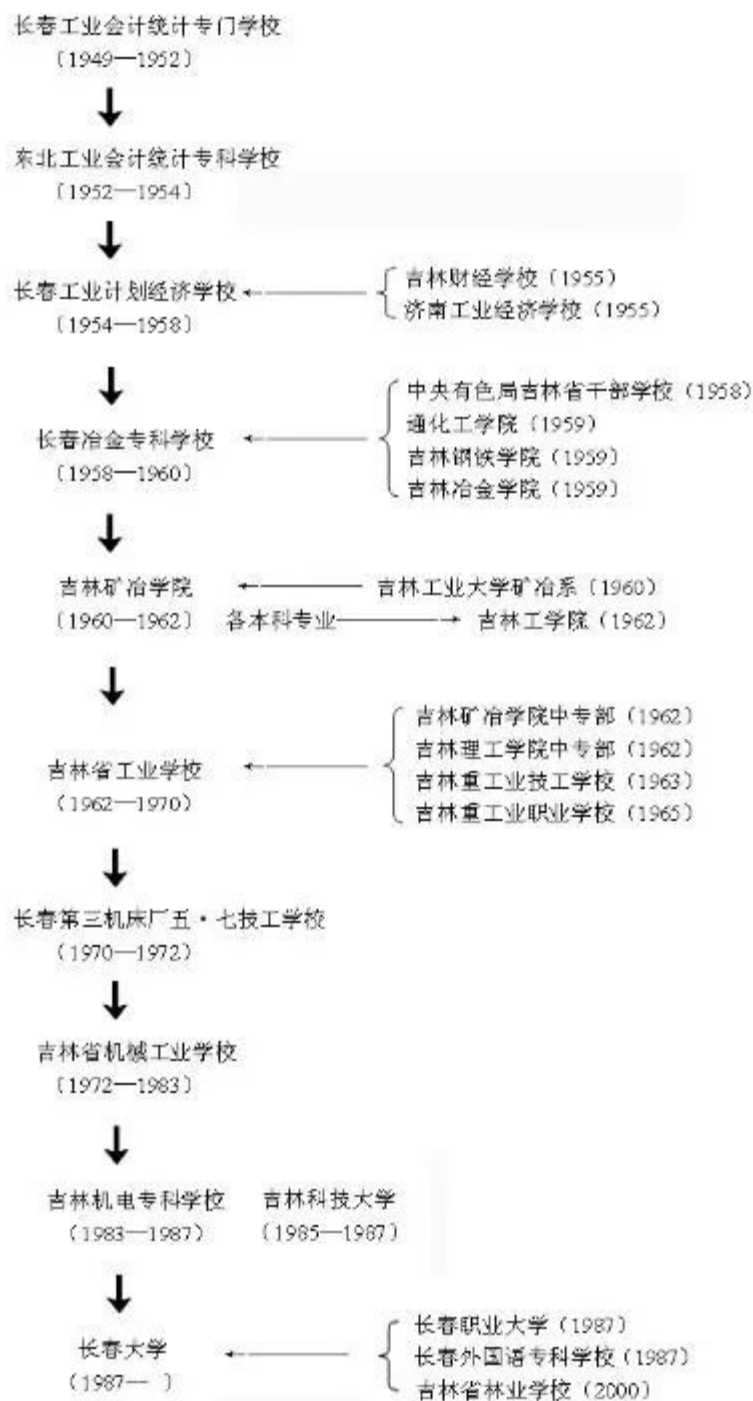 长春工业会计统计专门学校
(1949—1952)
东北工业会计统计专科学校
(1952—1954)
长春工业计划经济学校
(1954—1958)
吉林财经学校(1955)
济南工业经济学校(1955)
长春冶金专科学校
(1958—1960)
中央有色局吉林省干部学校(1958)
通化工学院(1959)
吉林钢铁学院(1959)
吉林冶金学院(1959)
吉林矿冶学院
(1960—1962)
吉林工业大学矿冶系(1960)
各本科专业
吉林工学院(1962)
吉林省工业学校
(1962—1970)
吉林矿冶学院中专部(1962)
吉林理工学院中专部(1962)
吉林重工业技工学校(1963)
吉林重工业职业学校(1965)
长春第三机床厂五·七技工学校
(1970—1972)
吉林省机械工业学校
(1972—1983)
吉林机电专科学校
(1983—1987)
吉林科技大学
(1985—1987)
长春大学
(1987— )
长春职业大学(1987)
长春外国语专科学校(1987)
吉林省林业学校(2000)